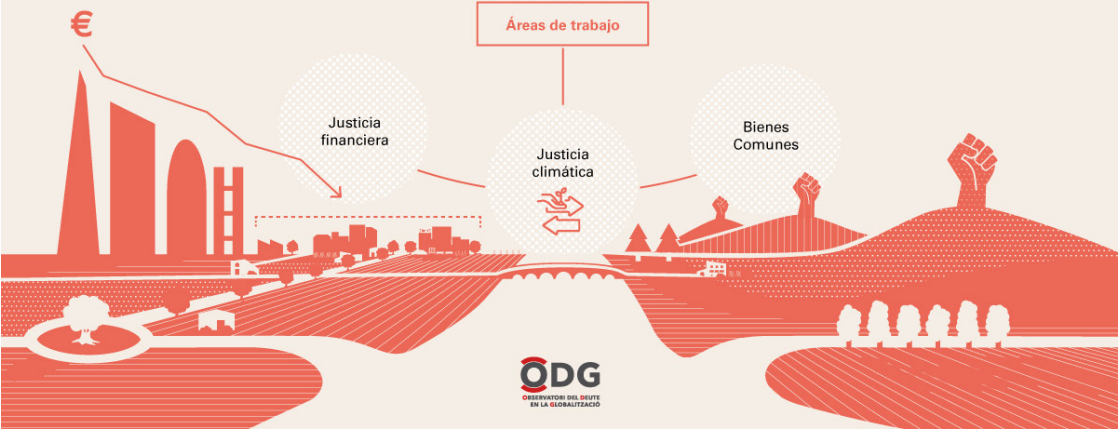 €
Áreas de trabajo
Justicia
financiera
Justicia
climática
Bienes
Comunes
ODG
OBSERVATORI DEL DEUTE
EN LA GLOBALITZACIÓ